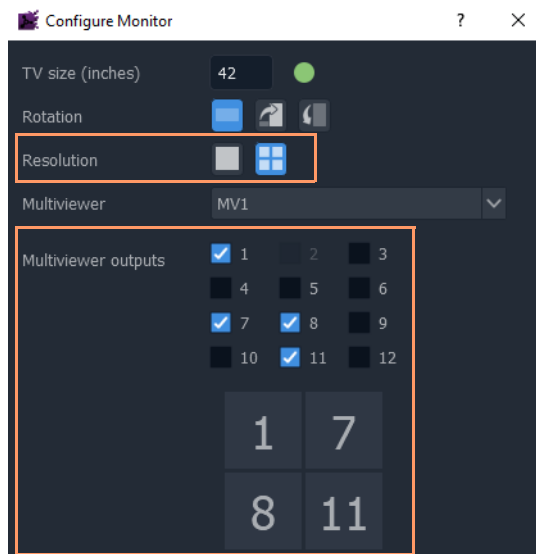 Configure Monitor ? ×
TV size (inches) 42
Rotation
Resolution
Multiviewer MV1
Multiviewer outputs 1 2 3
4 5 6
7 8 9
10 11 12
1 7
8 11